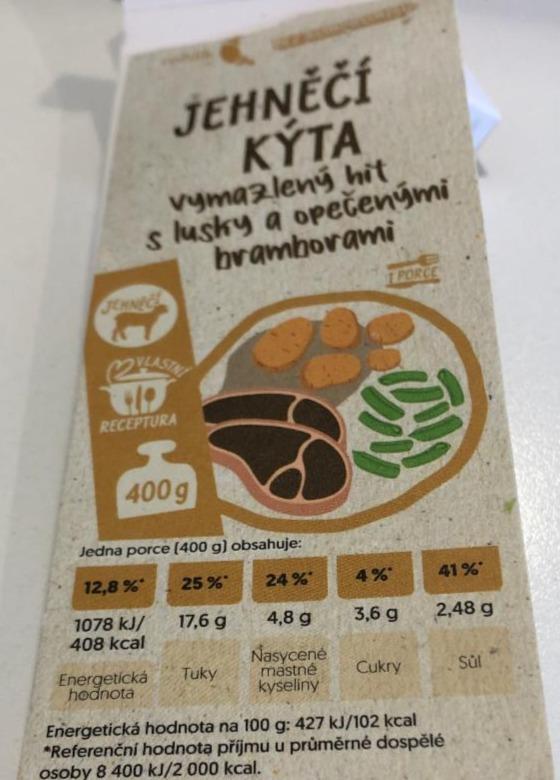 JEHNĚČÍ
KÝTA
vymazlený hit
s lusky a opečenými
bramborami
1 PORCE
JEHNĚČÍ
VLASTNÍ
RECEPTURA
400 g
Jedna porce (400 g) obsahuje:
12,8 %* 25 %* 24 %* 4 %* 41 %*
1078 kJ/
408 kcal 17,6 g 4,8 g 3,6 g 2,48 g
Energetická
hodnota
Tuky
Nasycené
mastné
kyseliny
Cukry
Sůl
Energetická hodnota na 100 g: 427 kJ/102 kcal
*Referenční hodnota příjmu u průměrné dospělé
osoby 8 400 kJ/2 000 kcal.